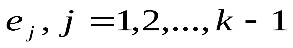 e_j, j = 1,2,...,k - 1